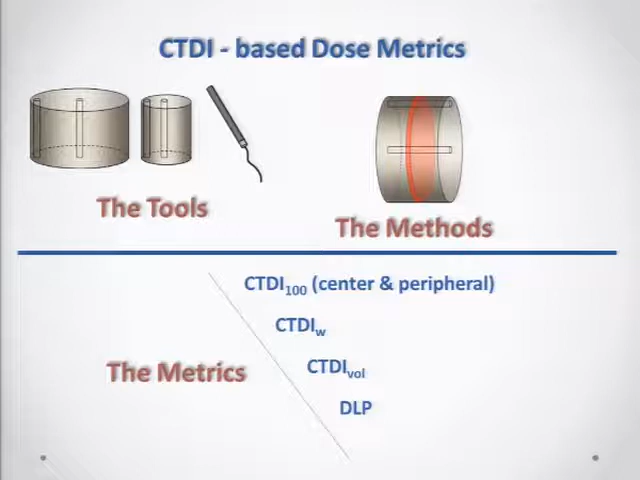 CTDI - based Dose Metrics
The Tools
The Methods
CTDI100 (center & peripheral)
CTDIw
CTDIvol
The Metrics
DLP